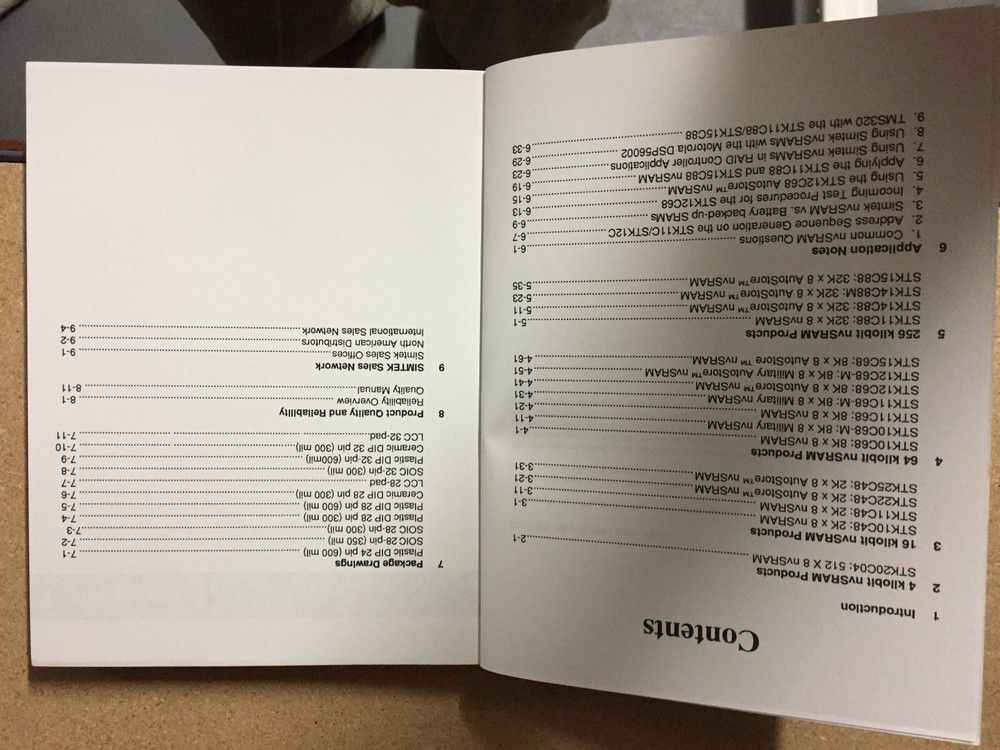 Contents
1 Introduction
2 4 kilobit nvSRAM Products
STK20C04: 512 X 8 nvSRAM ........ 2-1
3 16 kilobit nvSRAM Products
STK10C48: 2K x 8 nvSRAM ........ 3-1
STK11C48: 2K x 8 nvSRAM ........ 3-11
STK22C48: 2K x 8 AutoStore™ nvSRAM ........ 3-21
STK25C48: 2K x 8 AutoStore™ nvSRAM ........ 3-31
4 64 kilobit nvSRAM Products
STK10C68: 8K x 8 nvSRAM ........ 4-1
STK10C68-M: 8K x 8 Military nvSRAM ........ 4-11
STK11C68: 8K x 8 nvSRAM ........ 4-21
STK11C68-M: 8K x 8 Military nvSRAM ........ 4-31
STK12C68: 8K x 8 AutoStore™ nvSRAM ........ 4-41
STK12C68-M: 8K x 8 Military AutoStore™ nvSRAM ........ 4-51
STK15C68: 8K x 8 AutoStore™ nvSRAM ........ 4-61
5 256 kilobit nvSRAM Products
STK11C88: 32K x 8 nvSRAM ........ 5-1
STK14C88: 32K x 8 AutoStore™ nvSRAM ........ 5-11
STK14C88M: 32K x 8 AutoStore™ nvSRAM ........ 5-23
STK15C88: 32K x 8 AutoStore™ nvSRAM ........ 5-35
6 Application Notes
1. Common nvSRAM Questions ........ 6-1
2. Address Sequence Generation on the STK11C/STK12C ........ 6-7
3. Simtek nvSRAM vs. Battery backed-up SRAMs ........ 6-9
4. Incoming Test Procedures for the STK12C68 ........ 6-13
5. Using the STK12C68 AutoStore™ nvSRAM ........ 6-15
6. Applying the STK11C88 and STK15C88 nvSRAM ........ 6-19
7. Using Simtek nvSRAMs in RAID Controller Applications ........ 6-23
8. Using Simtek nvSRAMs with the Motorola DSP56002 ........ 6-29
9. TMS320 with the STK11C88/STK15C88 ........ 6-33
7 Package Drawings
Plastic DIP 24 pin (600 mil) ........ 7-1
SOIC 28-pin (350 mil) ........ 7-2
SOIC 28-pin (300 mil) ........ 7-3
Plastic DIP 28 pin (300 mil) ........ 7-4
Plastic DIP 28 pin (600 mil) ........ 7-5
Ceramic DIP 28 pin (300 mil) ........ 7-6
LCC 28-pad ........ 7-7
SOIC 32-pin (300 mil) ........ 7-8
Plastic DIP 32-pin (600mil) ........ 7-9
Ceramic DIP 32 pin (300 mil) ........ 7-10
LCC 32-pad ........ 7-11
8 Product Quality and Reliability
Reliability Overview ........ 8-1
Quality Manual ........ 8-11
9 SIMTEK Sales Network
Simtek Sales Offices ........ 9-1
North American Distributors ........ 9-2
International Sales Network ........ 9-4